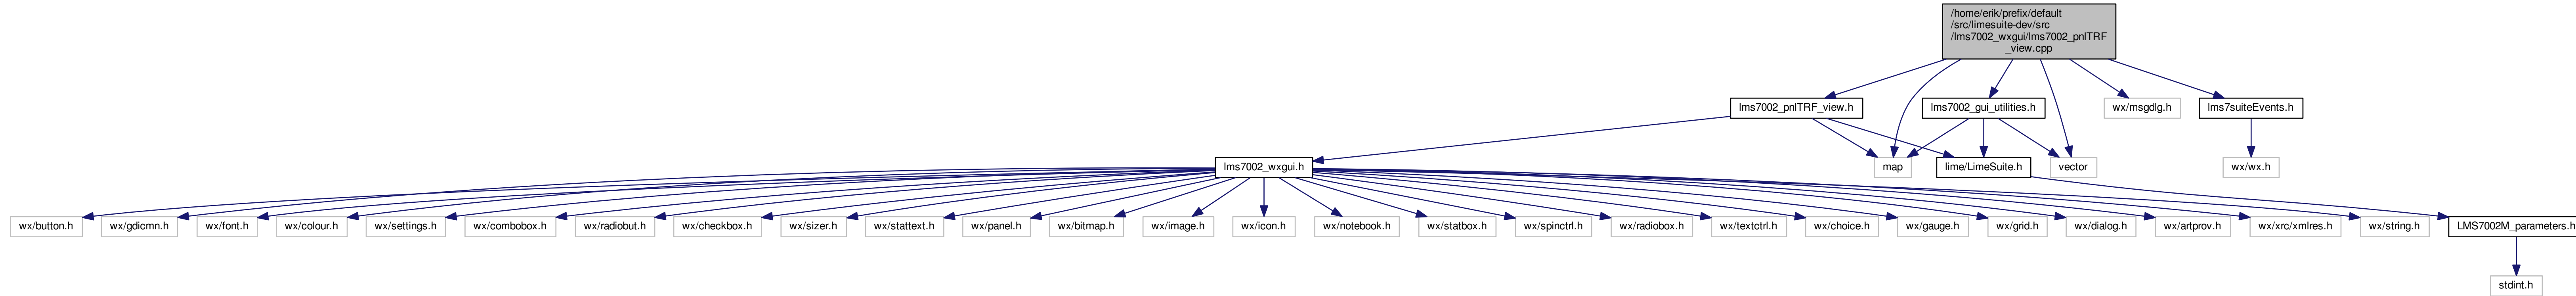 /home/erik/prefix/default
/src/limesuite-dev/src
/lms7002_wxgui/lms7002_pnlTRF
_view.cpp
lms7002_pnlTRF_view.h
lms7002_gui_utilities.h
wx/msgdlg.h
lms7suiteEvents.h
lms7002_wxgui.h
map
lime/LimeSuite.h
vector
wx/wx.h
wx/button.h
wx/gdicmn.h
wx/font.h
wx/colour.h
wx/settings.h
wx/combobox.h
wx/radiobut.h
wx/checkbox.h
wx/sizer.h
wx/stattext.h
wx/panel.h
wx/bitmap.h
wx/image.h
wx/icon.h
wx/notebook.h
wx/statbox.h
wx/spinctrl.h
wx/radiobox.h
wx/textctrl.h
wx/choice.h
wx/gauge.h
wx/grid.h
wx/dialog.h
wx/artprov.h
wx/xrc/xmlres.h
wx/string.h
LMS7002M_parameters.h
stdint.h